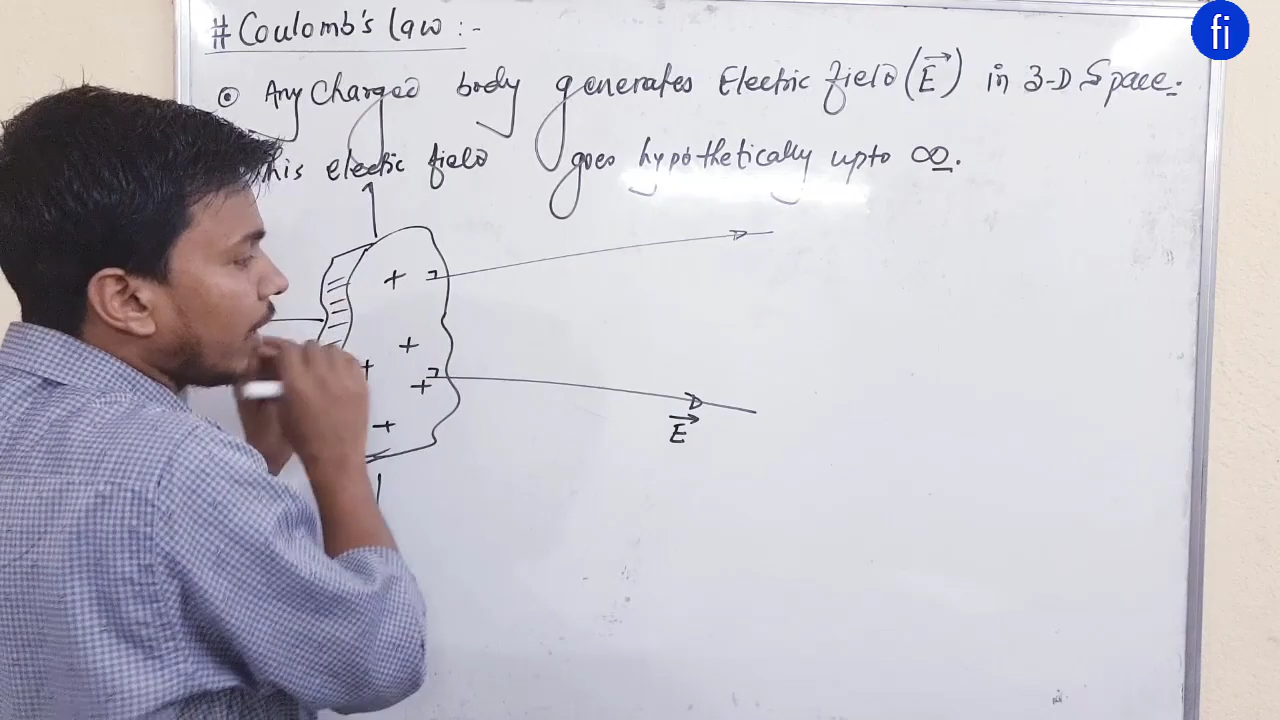 # Coulomb's law :-
fi
⊙ Any Charged body generates Electric field (E⃗) in 3-D Space.
This electric field goes hypothetically upto ∞.
+
+
+
+
+
E⃗